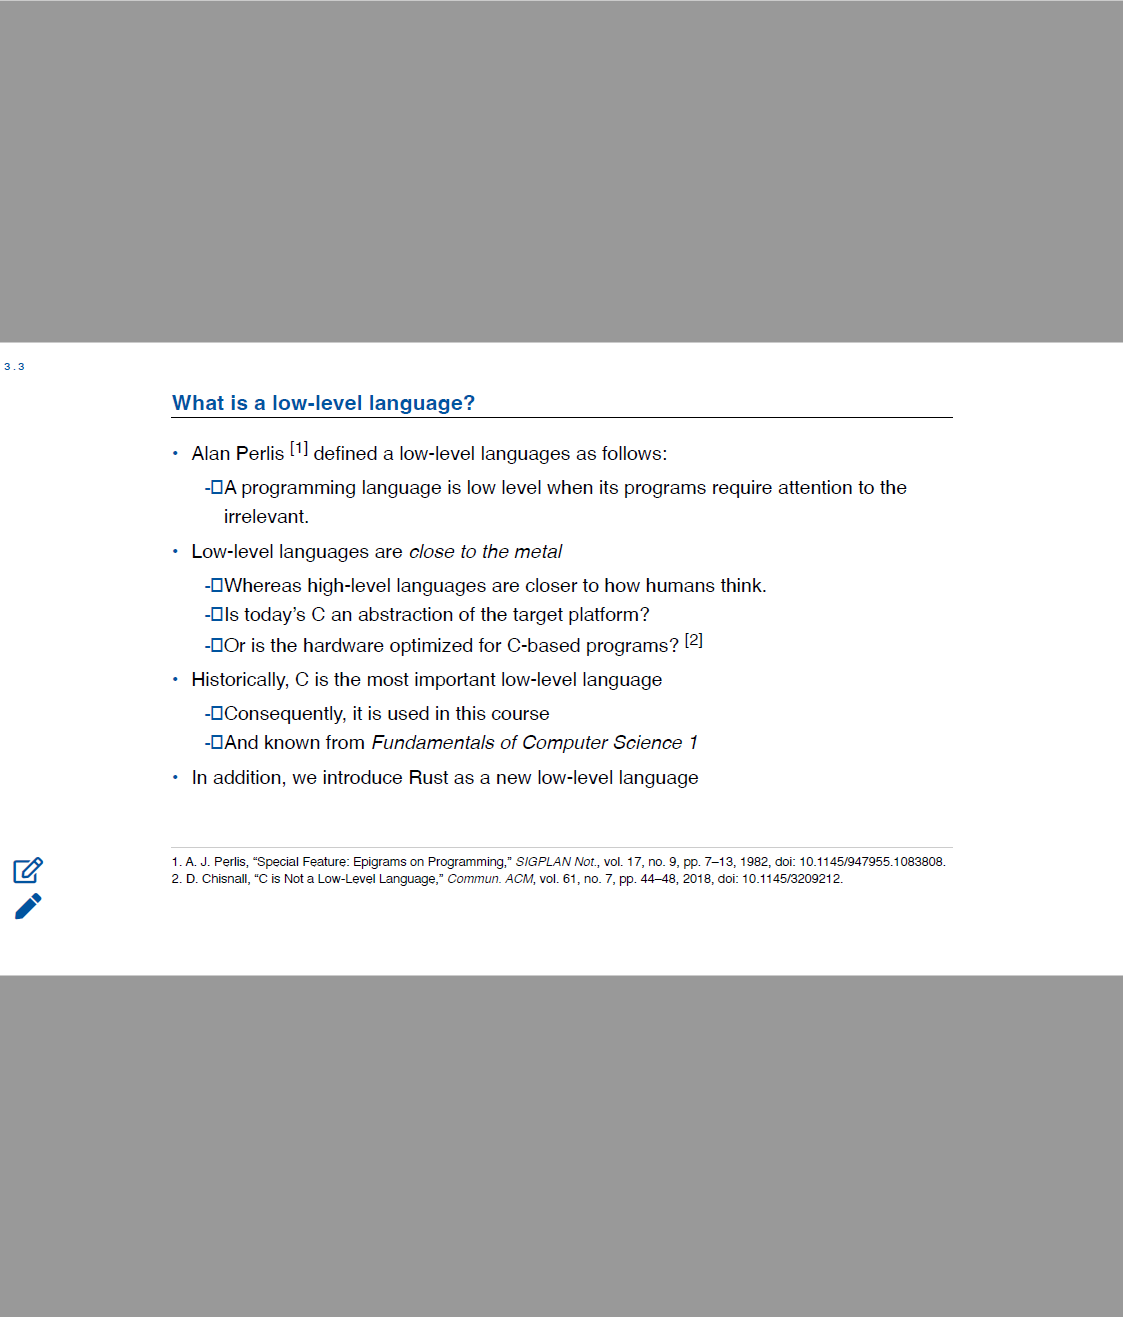 3.3
What is a low-level language?
• Alan Perlis [1] defined a low-level languages as follows:
-□A programming language is low level when its programs require attention to the
irrelevant.
• Low-level languages are close to the metal
-□Whereas high-level languages are closer to how humans think.
-□Is today’s C an abstraction of the target platform?
-□Or is the hardware optimized for C-based programs? [2]
• Historically, C is the most important low-level language
-□Consequently, it is used in this course
-□And known from Fundamentals of Computer Science 1
• In addition, we introduce Rust as a new low-level language
1. A. J. Perlis, “Special Feature: Epigrams on Programming,” SIGPLAN Not., vol. 17, no. 9, pp. 7–13, 1982, doi: 10.1145/947955.1083808.
2. D. Chisnall, “C is Not a Low-Level Language,” Commun. ACM, vol. 61, no. 7, pp. 44–48, 2018, doi: 10.1145/3209212.